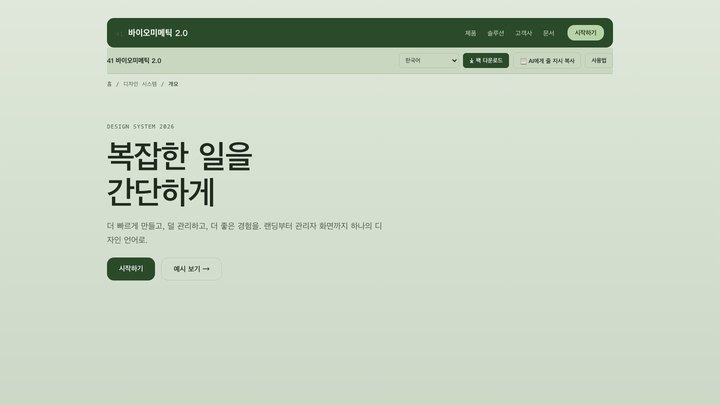 41 바이오미메틱 2.0
제품 솔루션 고객사 문서 시작하기
41 바이오미메틱 2.0
한국어 팩 다운로드 AI에게 줄 지시 복사 사용법
홈 / 디자인 시스템 / 개요
DESIGN SYSTEM 2026
복잡한 일을
간단하게
더 빠르게 만들고, 덜 관리하고, 더 좋은 경험을. 랜딩부터 관리자 화면까지 하나의 디
자인 언어로.
시작하기 예시 보기 →